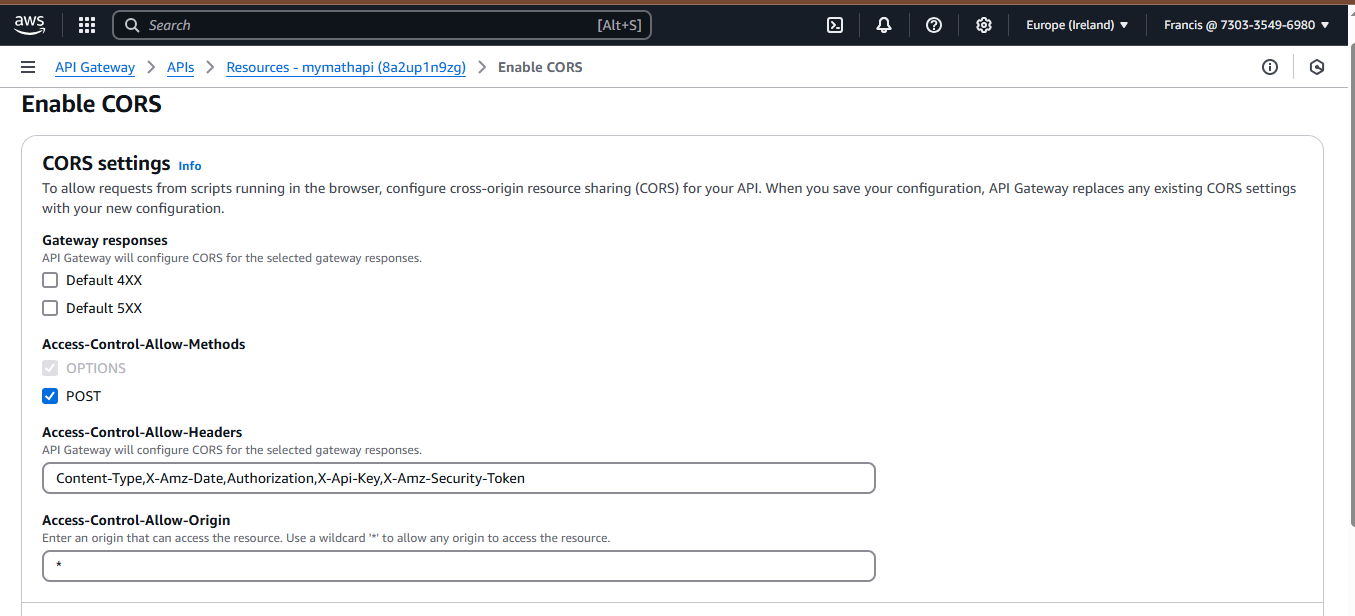 aws
Search [Alt+S] Europe (Ireland) Francis @ 7303-3549-6980
API Gateway > APIs > Resources - mymathapi (8a2up1n9zg) > Enable CORS
Enable CORS
CORS settings Info
To allow requests from scripts running in the browser, configure cross-origin resource sharing (CORS) for your API. When you save your configuration, API Gateway replaces any existing CORS settings
with your new configuration.
Gateway responses
API Gateway will configure CORS for the selected gateway responses.
Default 4XX
Default 5XX
Access-Control-Allow-Methods
OPTIONS
POST
Access-Control-Allow-Headers
API Gateway will configure CORS for the selected gateway responses.
Content-Type,X-Amz-Date,Authorization,X-Api-Key,X-Amz-Security-Token
Access-Control-Allow-Origin
Enter an origin that can access the resource. Use a wildcard '*' to allow any origin to access the resource.
*